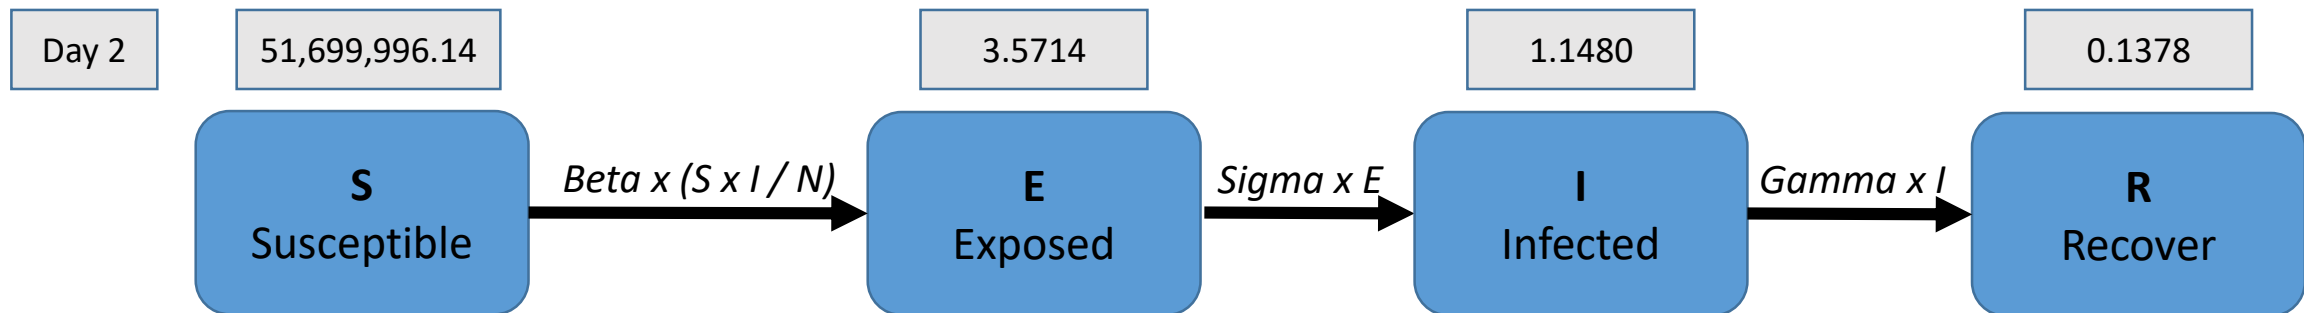 Day 2
51,699,996.14
3.5714
1.1480
0.1378
S
Susceptible
Beta x (S x I / N)
E
Exposed
Sigma x E
I
Infected
Gamma x I
R
Recover